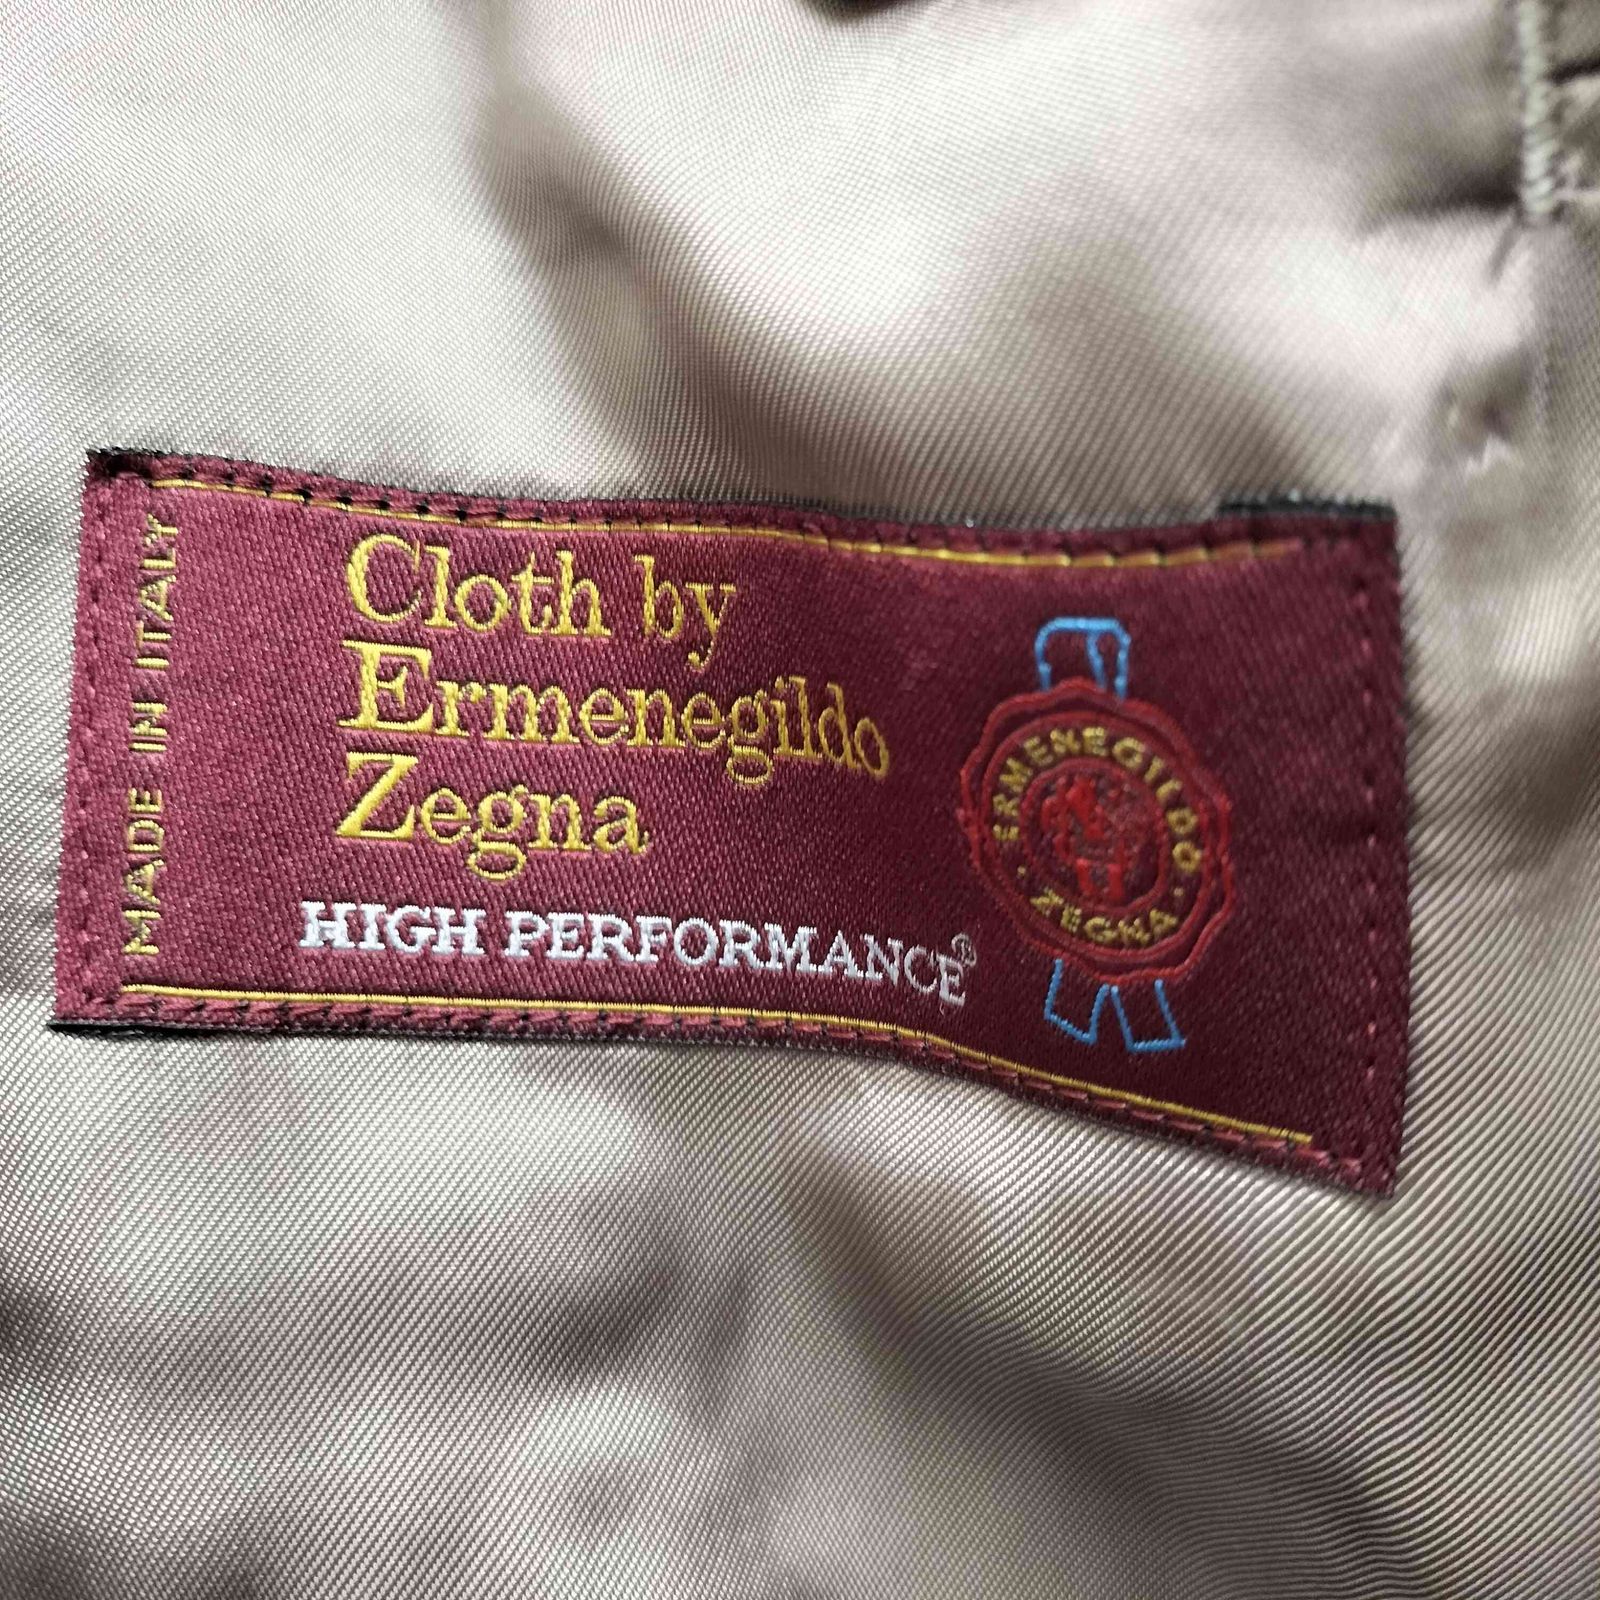 MADE IN ITALY
Cloth by
Ermenegildo
Zegna
HIGH PERFORMANCE®
ERMENEGILDO
· ZEGNA ·